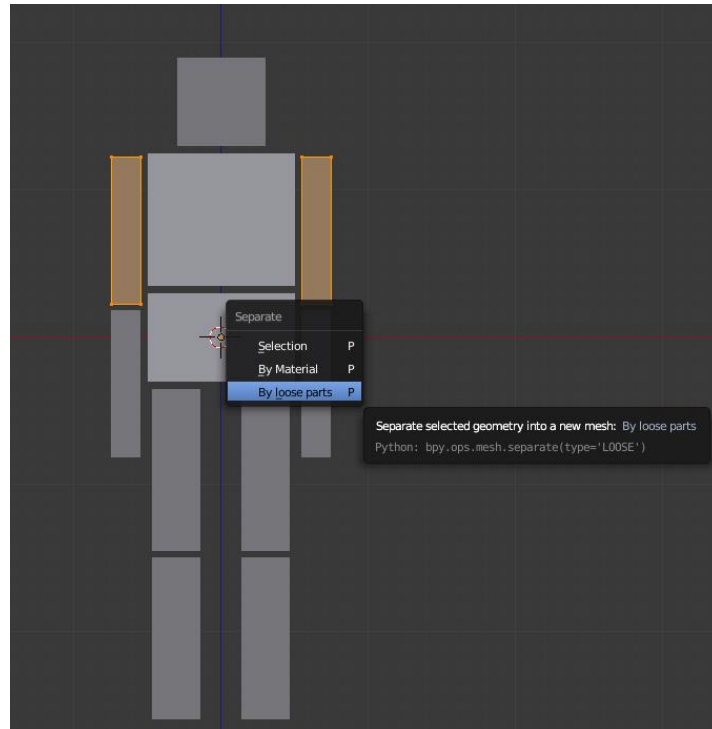 Separate
Selection P
By Material P
By loose parts P
Separate selected geometry into a new mesh: By loose parts
Python: bpy.ops.mesh.separate(type='LOOSE')